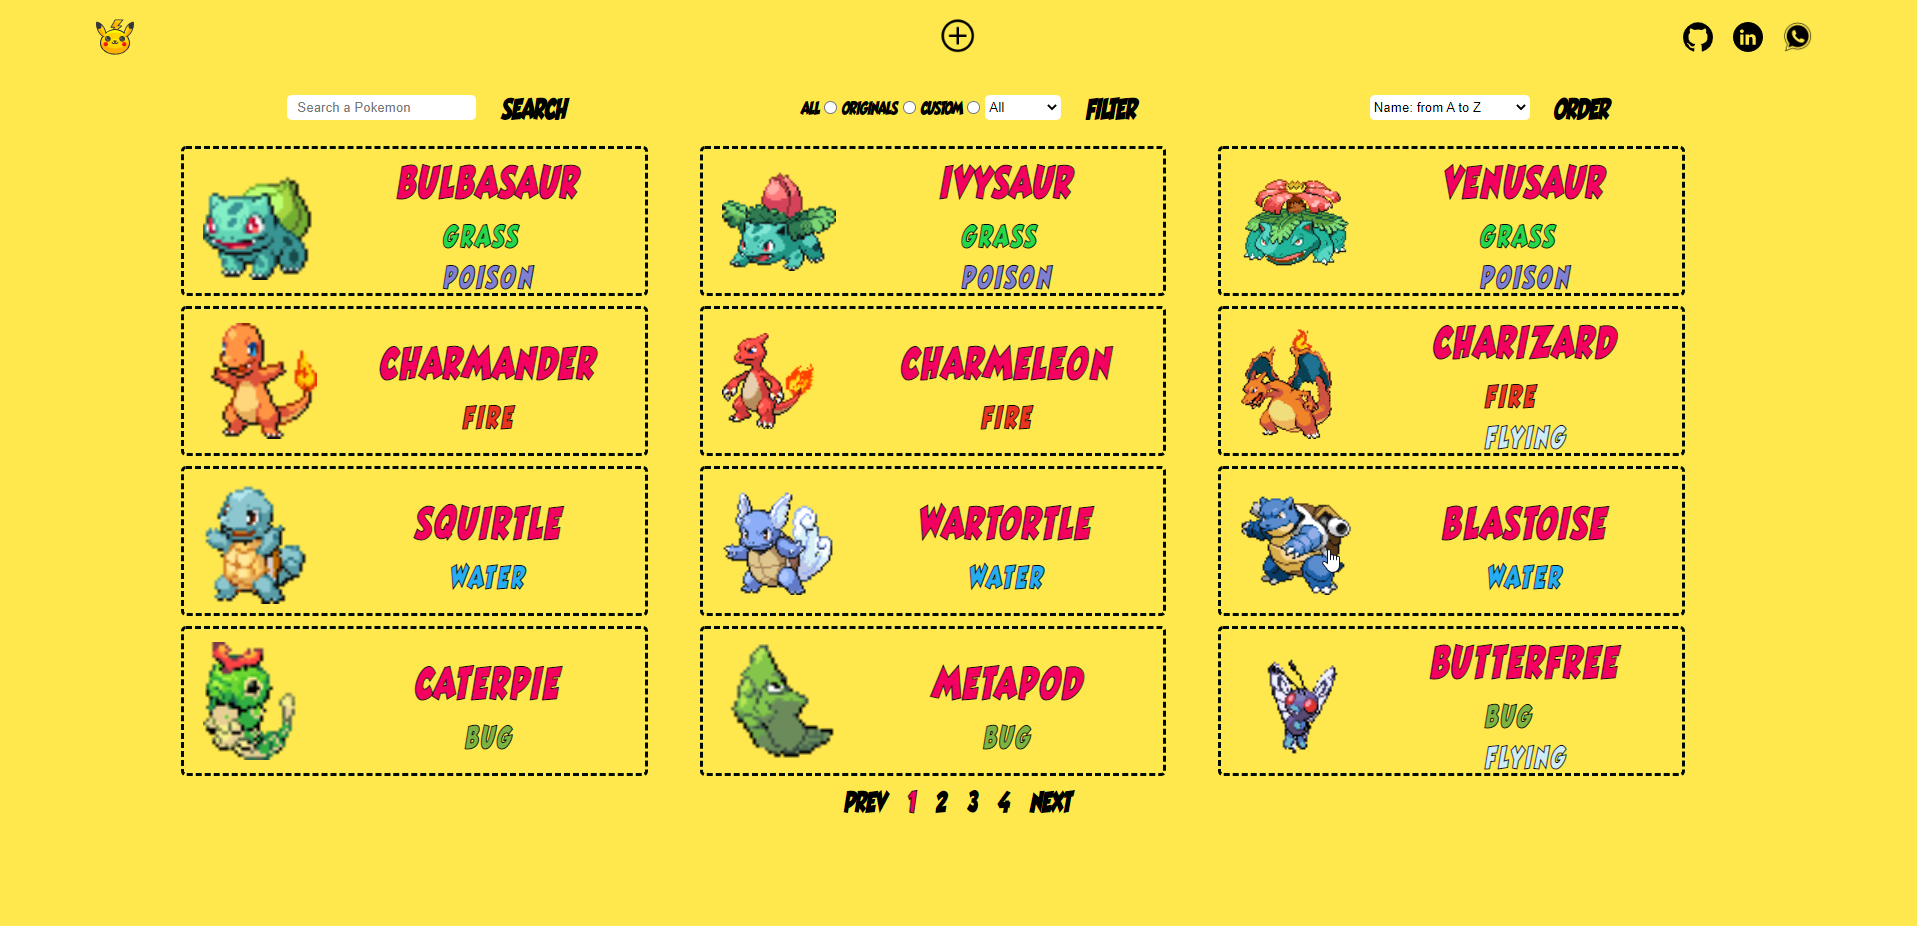 in
Search a Pokemon SEARCH ALL ORIGINALS CUSTOM All FILTER Name: from A to Z ORDER
BULBASAUR
GRASS
POISON
IVYSAUR
GRASS
POISON
VENUSAUR
GRASS
POISON
CHARMANDER
FIRE
CHARMELEON
FIRE
CHARIZARD
FIRE
FLYING
SQUIRTLE
WATER
WARTORTLE
WATER
BLASTOISE
WATER
CATERPIE
BUG
METAPOD
BUG
BUTTERFREE
BUG
FLYING
PREV 1 2 3 4 NEXT